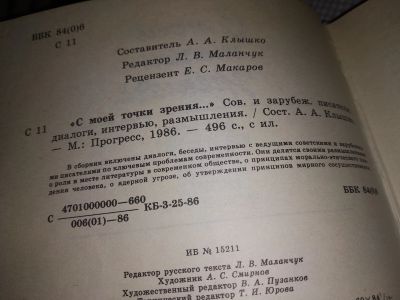 ББК 84(0)6
С 11
Составитель А. А. Клышко
Редактор Л. В. Маланчук
Рецензент Е. С. Макаров
С 11 «С моей точки зрения...» Сов. и зарубеж. писатели:
диалоги, интервью, размышления. / Сост. А. А. Клышко.
— М.: Прогресс, 1986. — 496 с., с ил.
В сборник включены диалоги, беседы, интервью с ведущими советскими и зарубежными
писателями по ключевым проблемам современности. Они делятся своими размышлениями
о роли и месте литературы в современном обществе, о принципах морально-этического
человека, о ядерной угрозе, об утверждении принципов мирного сосуществования
С 4701000000—660 КБ-3-25-86
006(01)—86
ББК 84(0)6
ИБ № 15211
Редактор русского текста Л. В. Маланчук
Художник А. С. Смирнов
Художественный редактор В. А. Пузанков
Технический редактор Т. И. Юрова